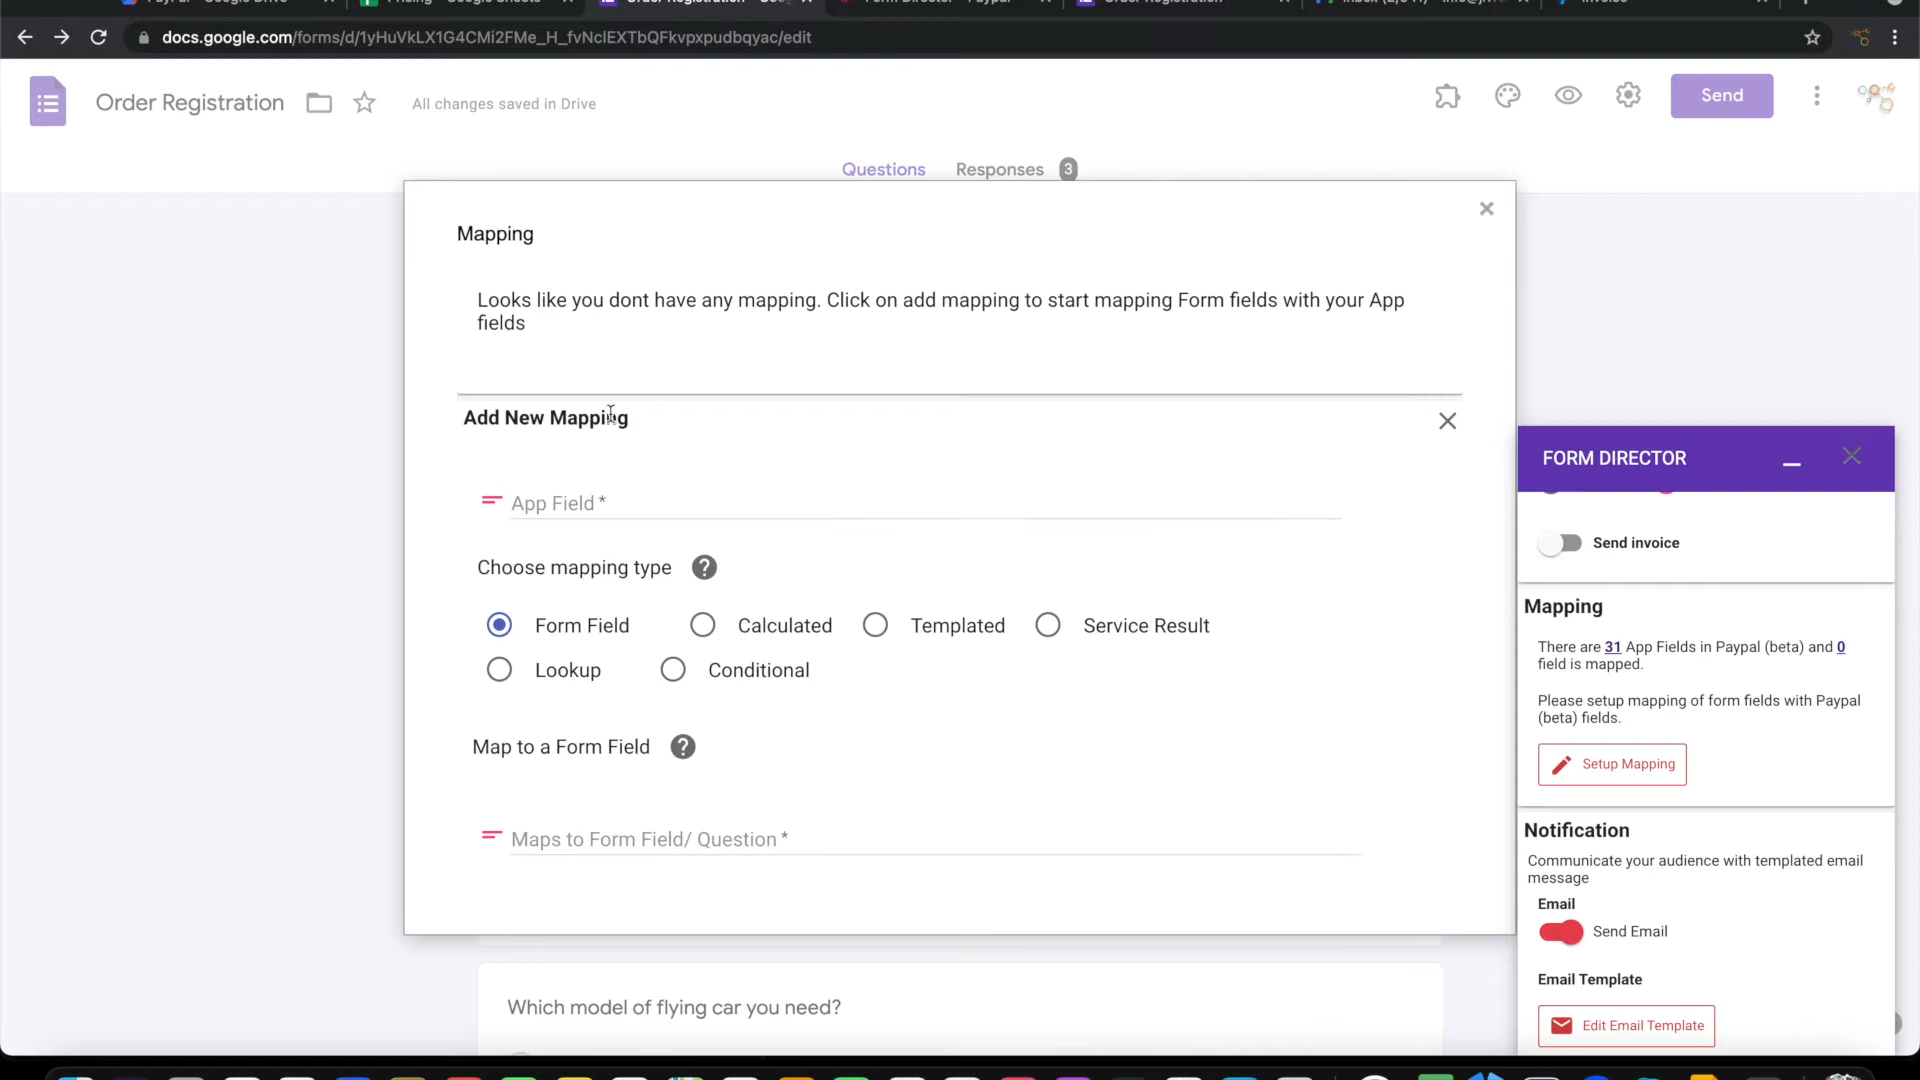 docs.google.com/forms/d/1yHuVkLX1G4CMi2FMe_H_fvNclEXTbQFkvpxpudbqyac/edit
Order Registration
All changes saved in Drive
Send
Questions
Responses 3
Mapping
Looks like you dont have any mapping. Click on add mapping to start mapping Form fields with your App
fields
Add New Mapping
App Field *
Choose mapping type
Form Field
Calculated
Templated
Service Result
Lookup
Conditional
Map to a Form Field
Maps to Form Field/ Question *
Which model of flying car you need?
FORM DIRECTOR
Send invoice
Mapping
There are 31 App Fields in Paypal (beta) and 0
field is mapped.
Please setup mapping of form fields with Paypal
(beta) fields.
Setup Mapping
Notification
Communicate your audience with templated email
message
Email
Send Email
Email Template
Edit Email Template